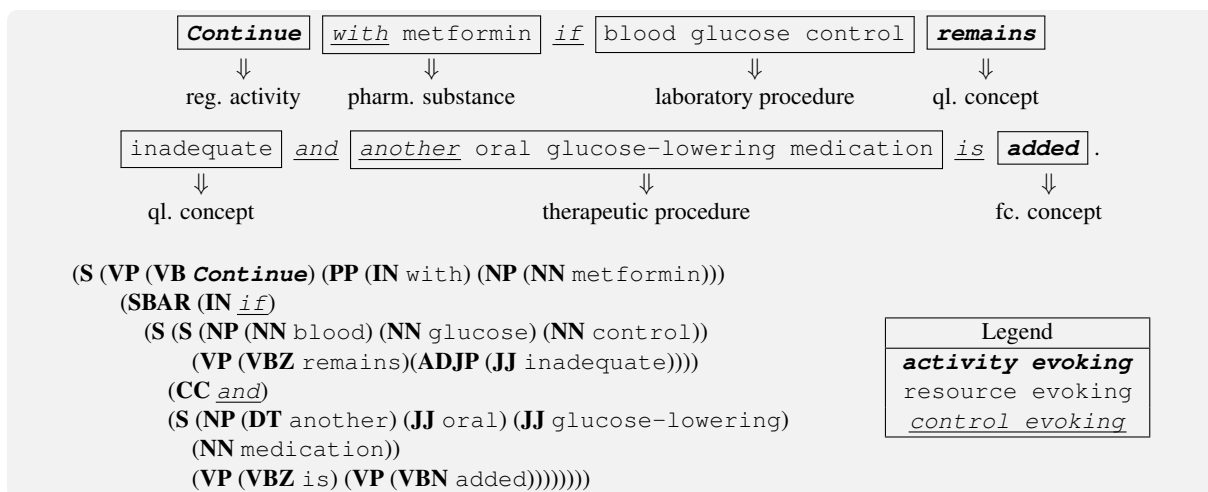 Continue with metformin if blood glucose control remains
⇓ ⇓ ⇓ ⇓
reg. activity pharm. substance laboratory procedure ql. concept
inadequate and another oral glucose-lowering medication is added .
⇓ ⇓ ⇓
ql. concept therapeutic procedure fc. concept
(S (VP (VB Continue) (PP (IN with) (NP (NN metformin)))
(SBAR (IN if)
(S (S (NP (NN blood) (NN glucose) (NN control))
(VP (VBZ remains)(ADJP (JJ inadequate))))
(CC and)
(S (NP (DT another) (JJ oral) (JJ glucose-lowering)
(NN medication))
(VP (VBZ is) (VP (VBN added))))))))
Legend
activity evoking
resource evoking
control evoking